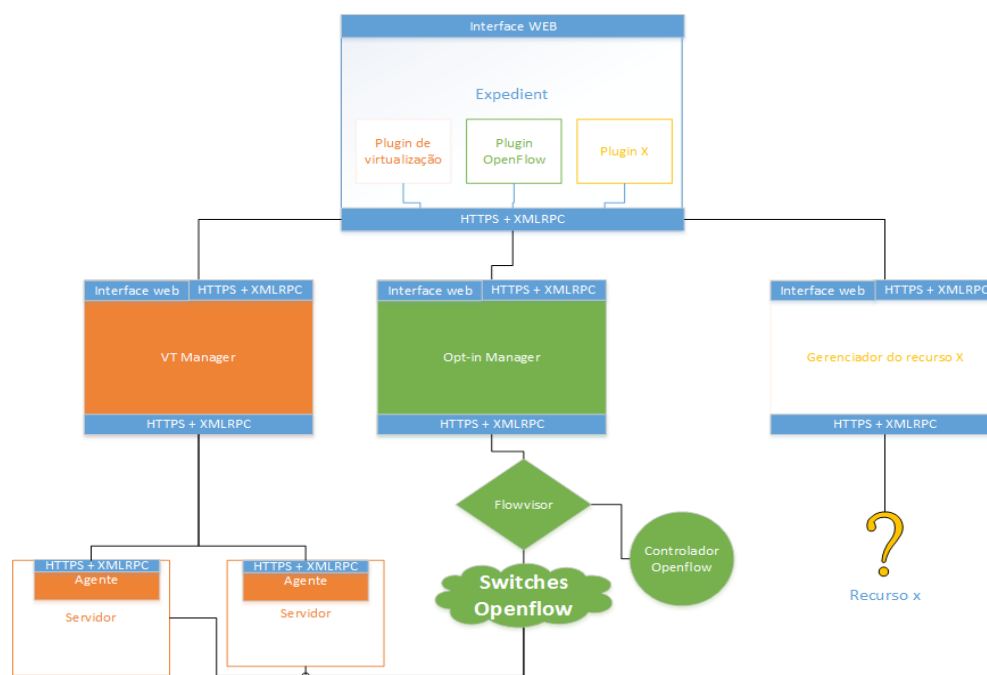 Interface WEB
Expedient
Plugin de
virtualização
Plugin
OpenFlow
Plugin X
HTTPS + XMLRPC
Interface web
HTTPS + XMLRPC
VT Manager
HTTPS + XMLRPC
Interface web
HTTPS + XMLRPC
Opt-in Manager
HTTPS + XMLRPC
Interface web
HTTPS + XMLRPC
Gerenciador do recurso X
HTTPS + XMLRPC
Flowvisor
Controlador
Openflow
Switches
Openflow
?
Recurso x
HTTPS + XMLRPC
Agente
Servidor
HTTPS + XMLRPC
Agente
Servidor